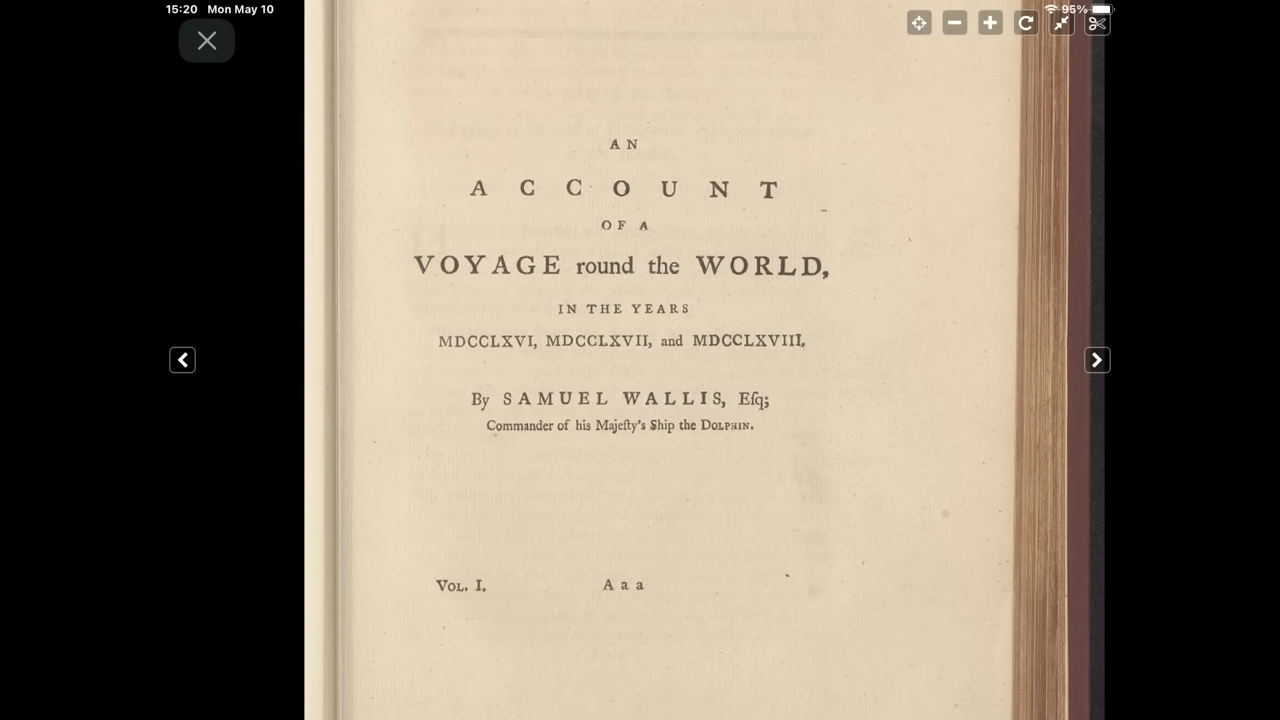 15:20 Mon May 10
95%
AN
ACCOUNT
OF A
VOYAGE round the WORLD,
IN THE YEARS
MDCCLXVI, MDCCLXVII, and MDCCLXVIII.
By SAMUEL WALLIS, Eſq;
Commander of his Majeſty's Ship the DOLPHIN.
VOL. I. Aaa